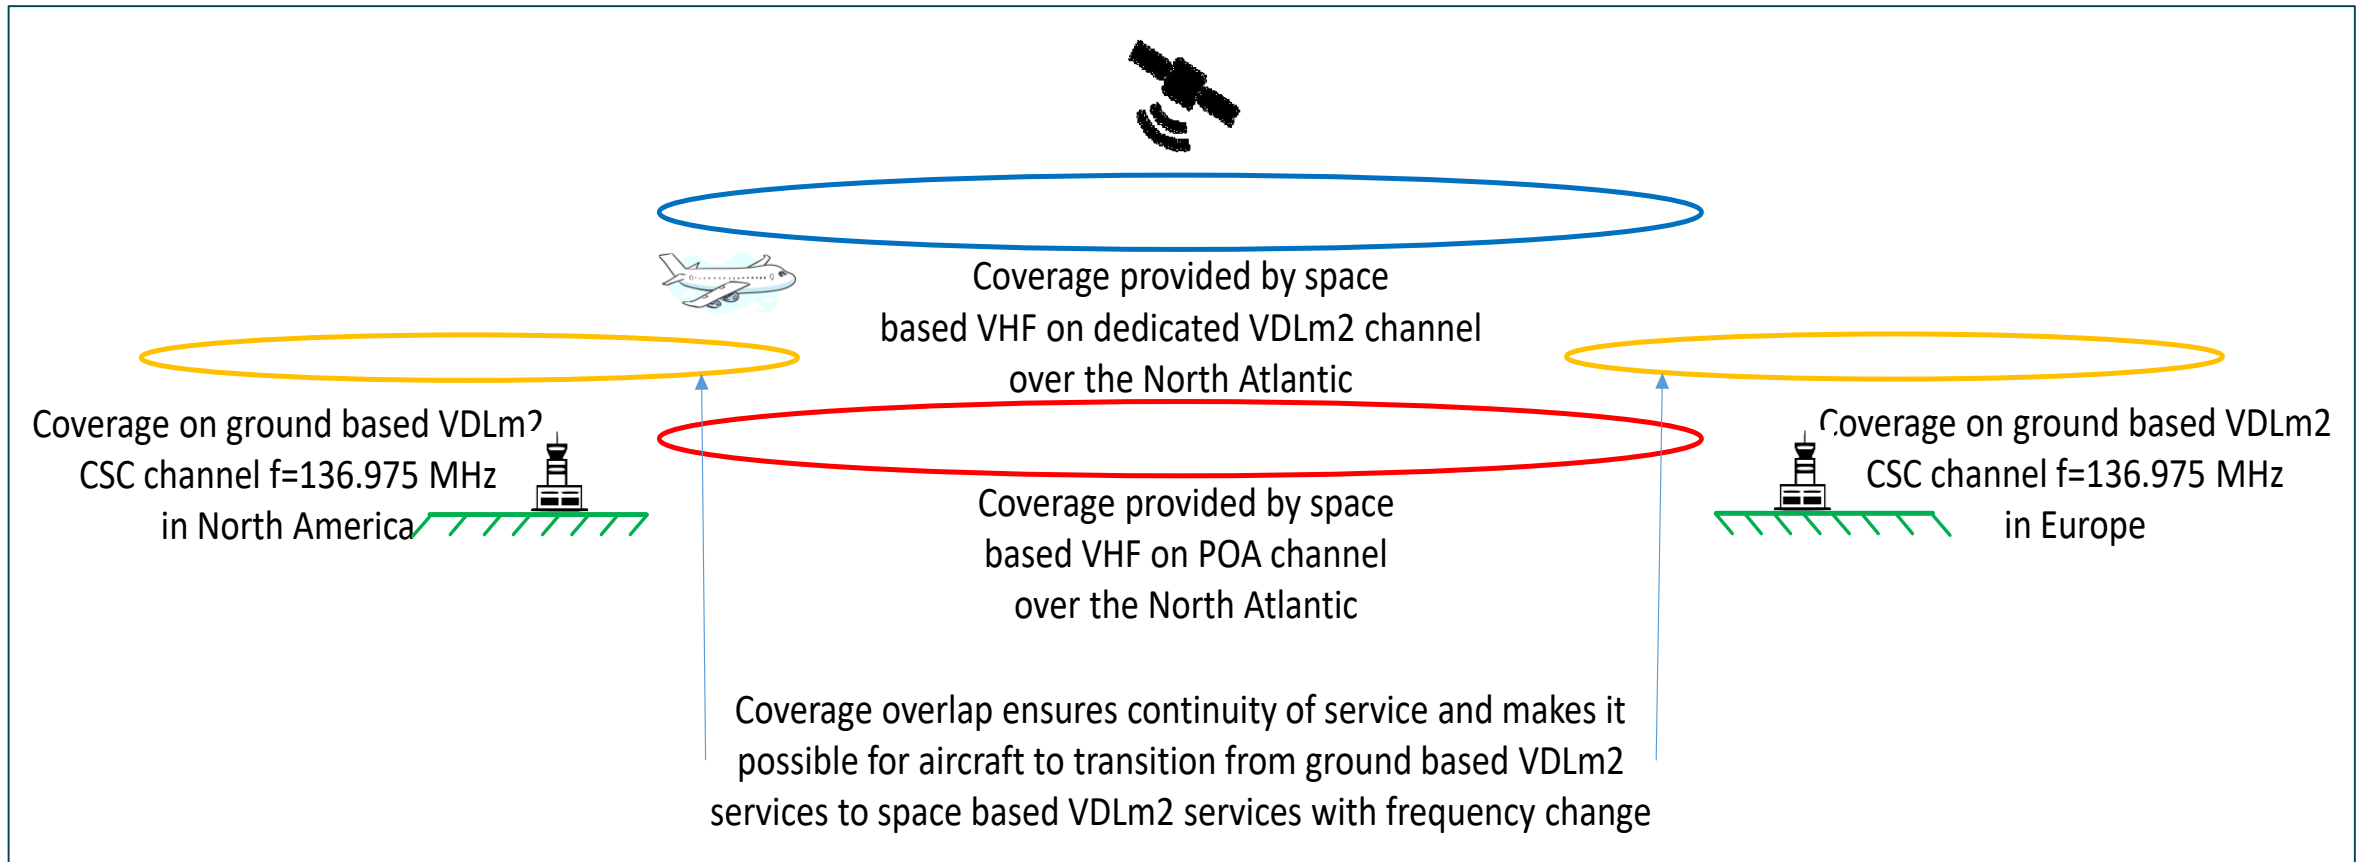 Coverage provided by space
based VHF on dedicated VDLm2 channel
over the North Atlantic
Coverage on ground based VDLm2
CSC channel f=136.975 MHz
in North America
Coverage on ground based VDLm2
CSC channel f=136.975 MHz
in Europe
Coverage provided by space
based VHF on POA channel
over the North Atlantic
Coverage overlap ensures continuity of service and makes it
possible for aircraft to transition from ground based VDLm2
services to space based VDLm2 services with frequency change